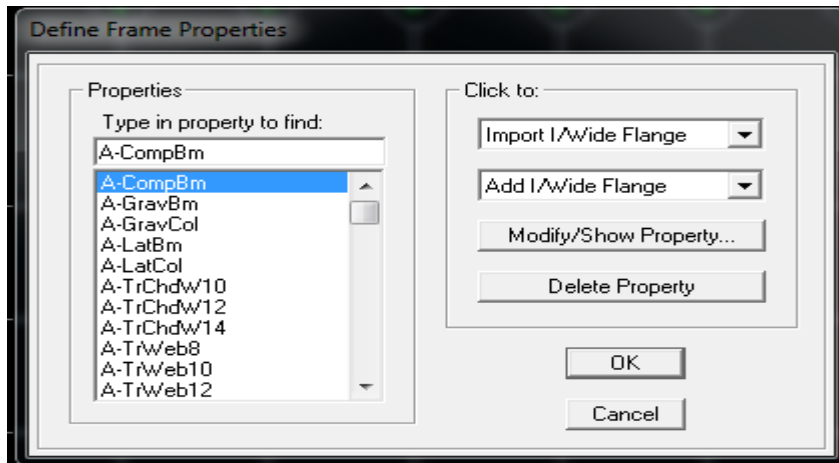 Define Frame Properties
Properties
Type in property to find:
A-CompBm
A-CompBm
A-GravBm
A-GravCol
A-LatBm
A-LatCol
A-TrChdW10
A-TrChdW12
A-TrChdW14
A-TrWeb8
A-TrWeb10
A-TrWeb12
Click to:
Import I/Wide Flange
Add I/Wide Flange
Modify/Show Property...
Delete Property
OK
Cancel